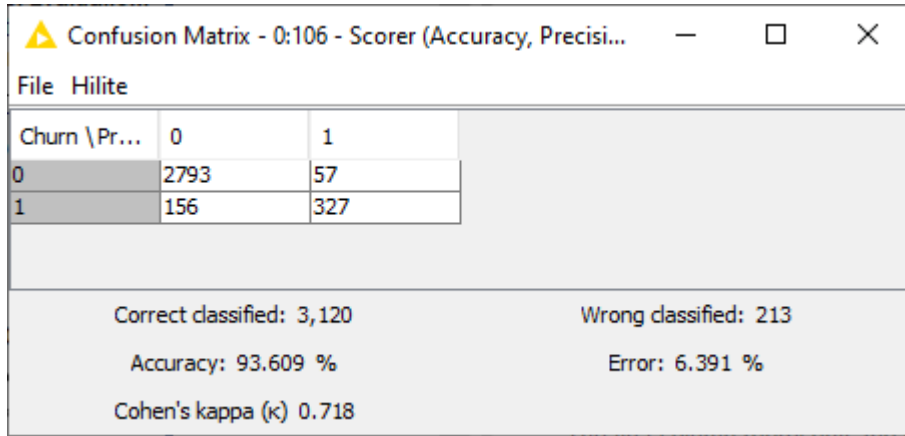 Confusion Matrix - 0:106 - Scorer (Accuracy, Precisi...
File Hilite
Churn \ Pr... 0 1
0 2793 57
1 156 327
Correct classified: 3,120 Wrong classified: 213
Accuracy: 93.609 % Error: 6.391 %
Cohen's kappa (κ) 0.718